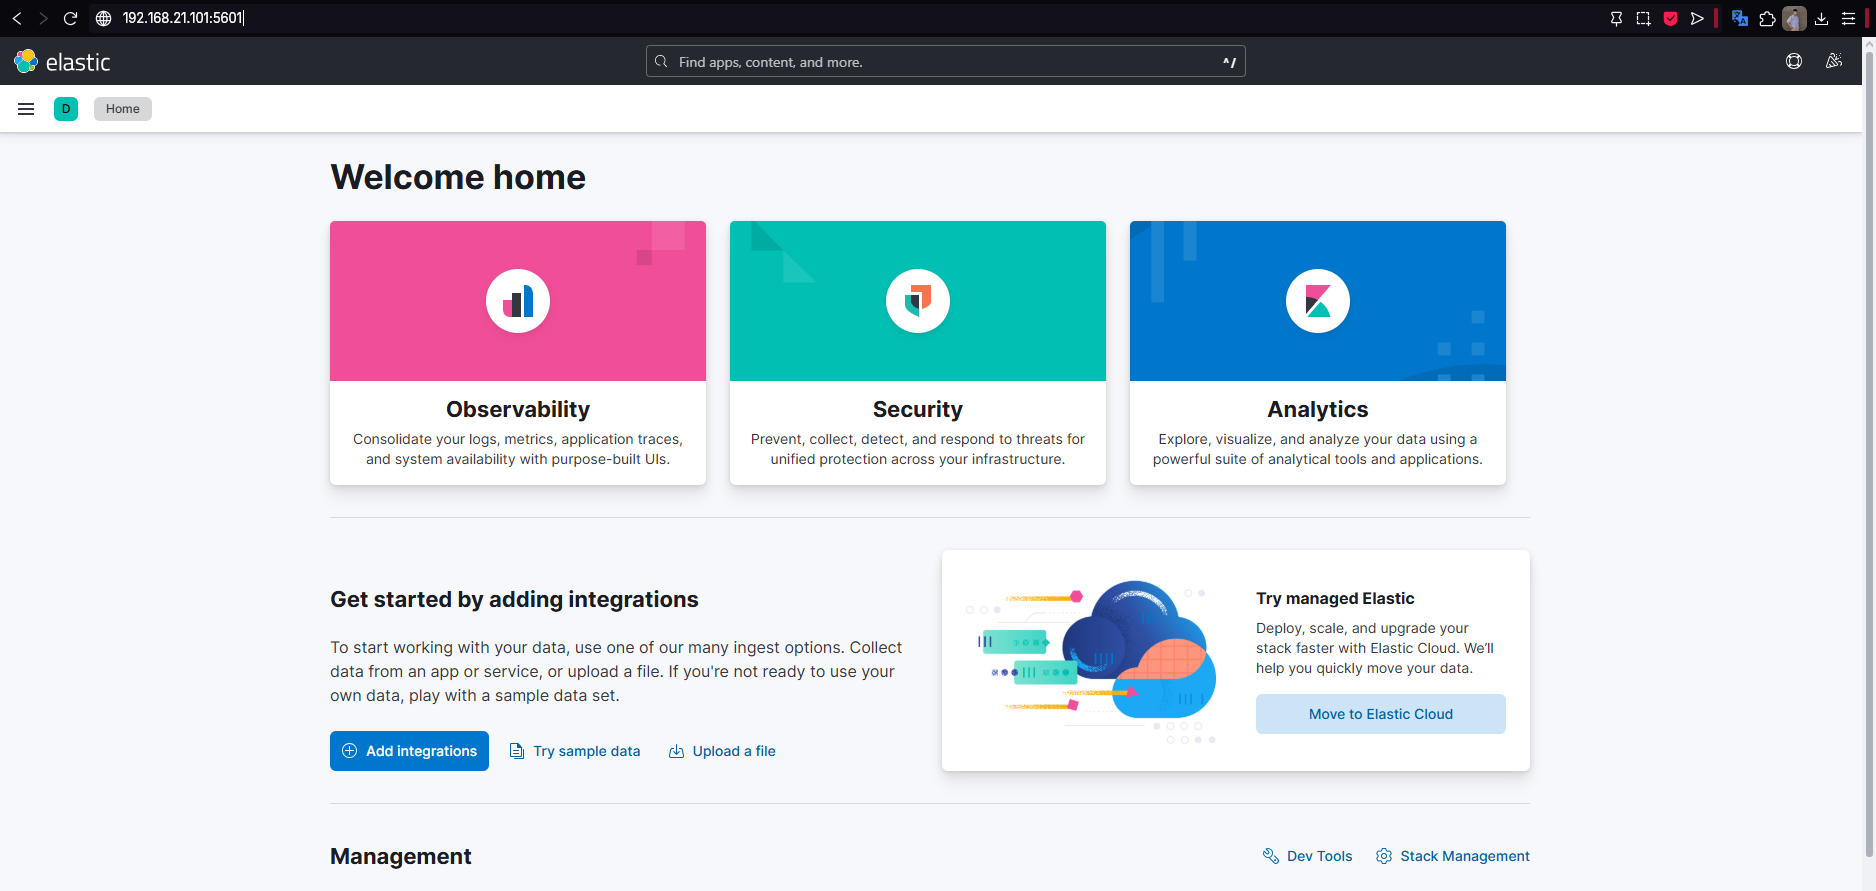 192.168.21.101:5601
elastic
Find apps, content, and more.
^/
D
Home
Welcome home
Observability
Consolidate your logs, metrics, application traces,
and system availability with purpose-built UIs.
Security
Prevent, collect, detect, and respond to threats for
unified protection across your infrastructure.
Analytics
Explore, visualize, and analyze your data using a
powerful suite of analytical tools and applications.
Get started by adding integrations
To start working with your data, use one of our many ingest options. Collect
data from an app or service, or upload a file. If you're not ready to use your
own data, play with a sample data set.
Add integrations
Try sample data
Upload a file
Try managed Elastic
Deploy, scale, and upgrade your
stack faster with Elastic Cloud. We'll
help you quickly move your data.
Move to Elastic Cloud
Management
Dev Tools
Stack Management